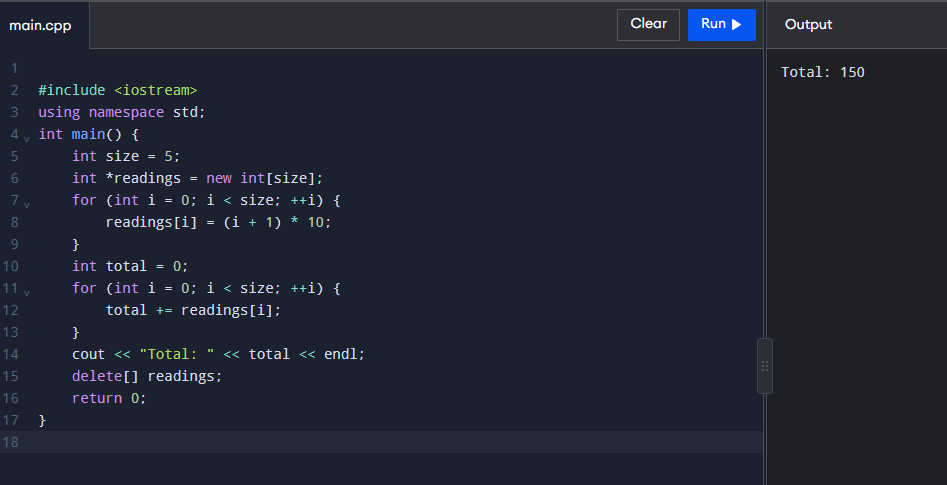 main.cpp Clear Run Output
1
2 #include <iostream>
3 using namespace std;
4 int main() {
5     int size = 5;
6     int *readings = new int[size];
7     for (int i = 0; i < size; ++i) {
8         readings[i] = (i + 1) * 10;
9     }
10     int total = 0;
11     for (int i = 0; i < size; ++i) {
12         total += readings[i];
13     }
14     cout << "Total: " << total << endl;
15     delete[] readings;
16     return 0;
17 }
18
Total: 150